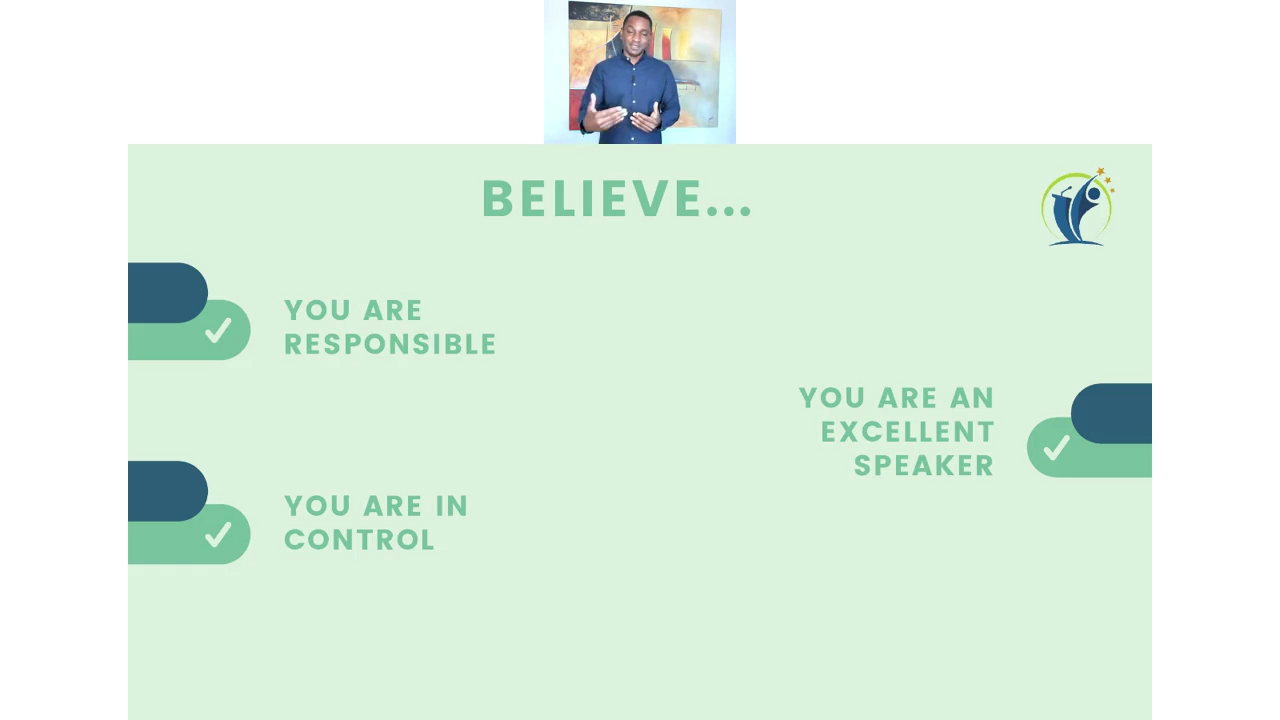 BELIEVE...
YOU ARE
RESPONSIBLE
YOU ARE AN
EXCELLENT
SPEAKER
YOU ARE IN
CONTROL